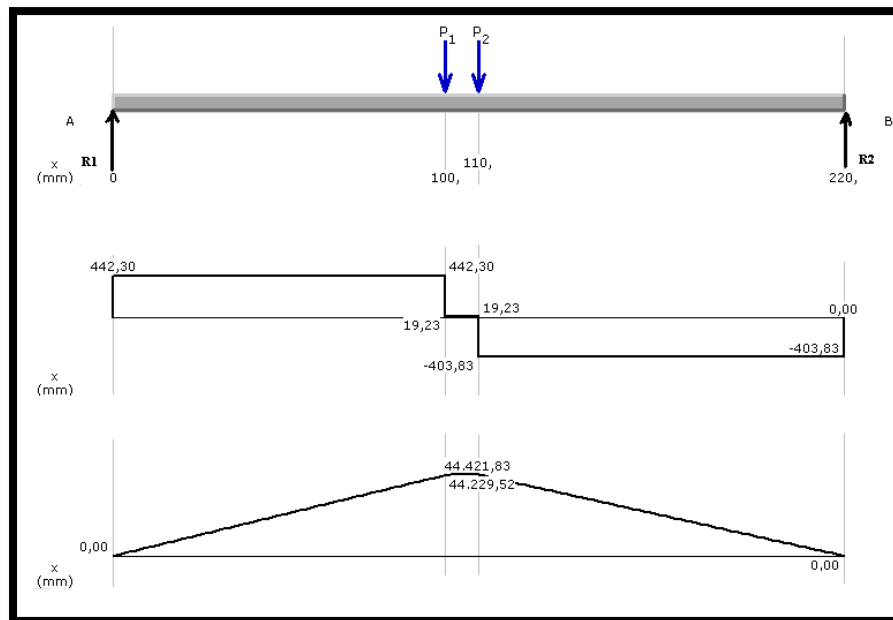 P1 P2
A B
R1 R2
x
(mm) 0 100, 110, 220,
442,30 442,30
19,23 19,23 0,00
-403,83 -403,83
x
(mm)
44.421,83
44.229,52
0,00 0,00
x
(mm)